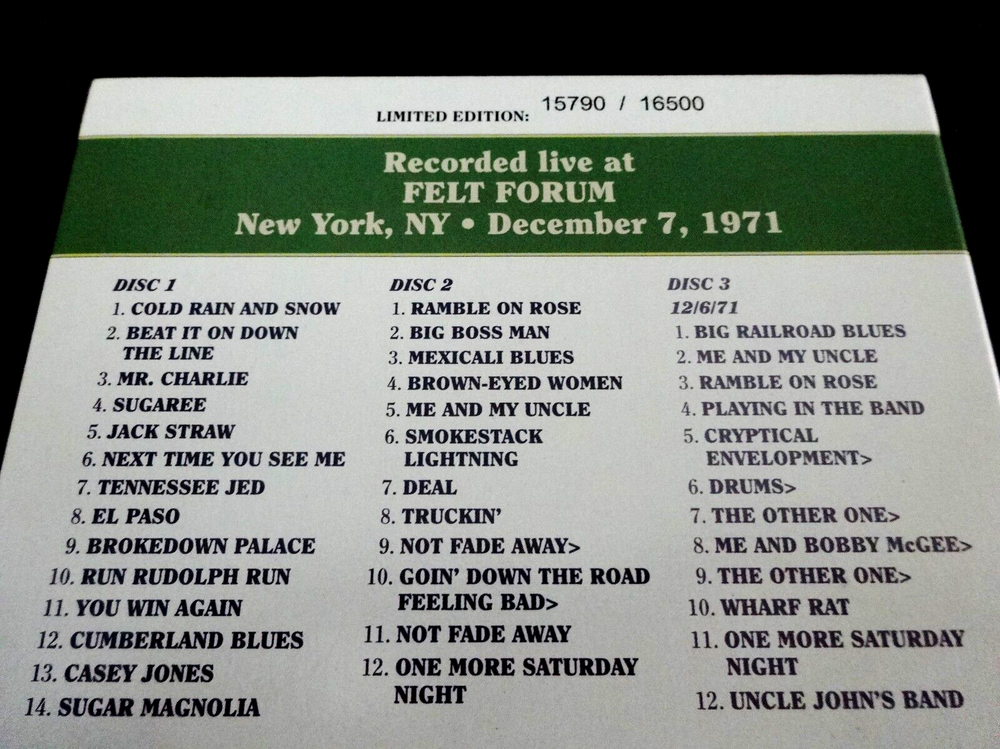 LIMITED EDITION: 15790 / 16500
Recorded live at
FELT FORUM
New York, NY • December 7, 1971
DISC 1
1. COLD RAIN AND SNOW
2. BEAT IT ON DOWN
THE LINE
3. MR. CHARLIE
4. SUGAREE
5. JACK STRAW
6. NEXT TIME YOU SEE ME
7. TENNESSEE JED
8. EL PASO
9. BROKEDOWN PALACE
10. RUN RUDOLPH RUN
11. YOU WIN AGAIN
12. CUMBERLAND BLUES
13. CASEY JONES
14. SUGAR MAGNOLIA
DISC 2
1. RAMBLE ON ROSE
2. BIG BOSS MAN
3. MEXICALI BLUES
4. BROWN-EYED WOMEN
5. ME AND MY UNCLE
6. SMOKESTACK
LIGHTNING
7. DEAL
8. TRUCKIN'
9. NOT FADE AWAY>
10. GOIN' DOWN THE ROAD
FEELING BAD>
11. NOT FADE AWAY
12. ONE MORE SATURDAY
NIGHT
DISC 3
12/6/71
1. BIG RAILROAD BLUES
2. ME AND MY UNCLE
3. RAMBLE ON ROSE
4. PLAYING IN THE BAND
5. CRYPTICAL
ENVELOPMENT>
6. DRUMS>
7. THE OTHER ONE>
8. ME AND BOBBY McGEE>
9. THE OTHER ONE>
10. WHARF RAT
11. ONE MORE SATURDAY
NIGHT
12. UNCLE JOHN'S BAND